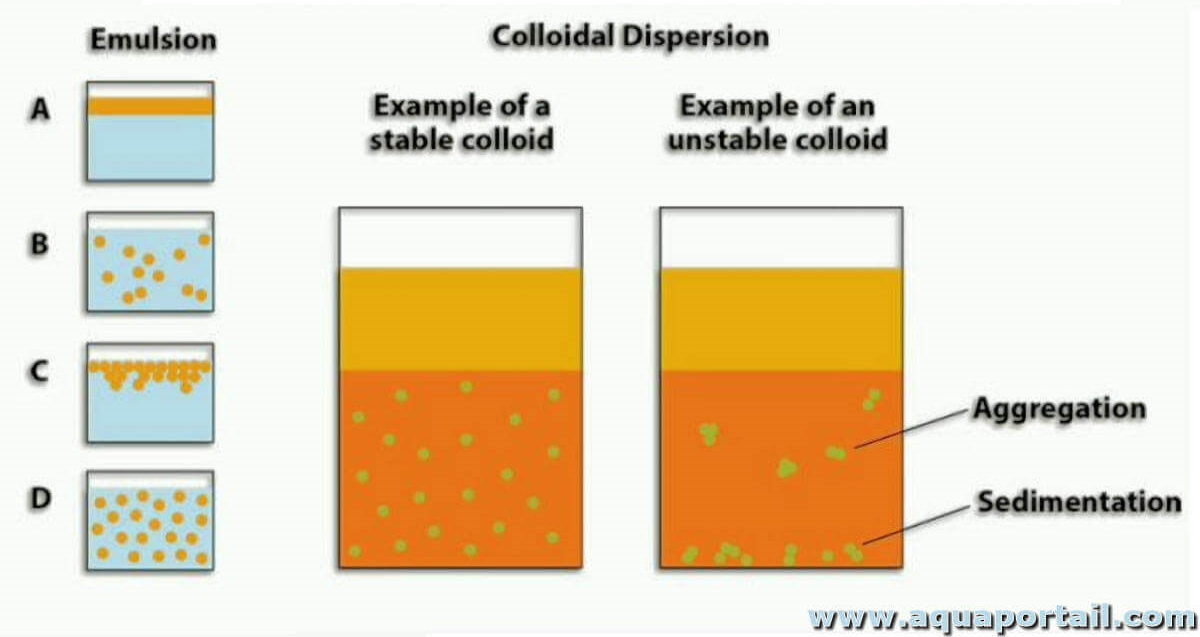 Emulsion
Colloidal Dispersion
A
Example of a
stable colloid
Example of an
unstable colloid
B
C
Aggregation
D
Sedimentation
www.aquaportail.com